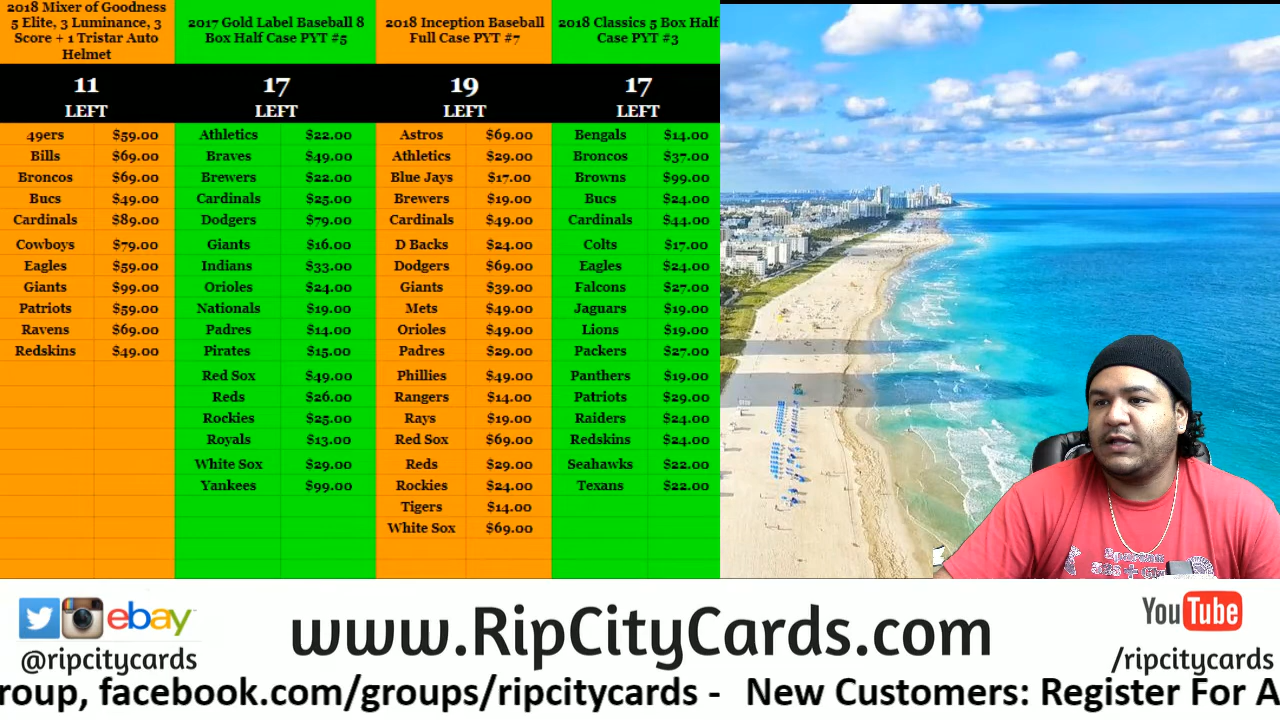 2018 Mixer of Goodness
5 Elite, 3 Luminance, 3
Score + 1 Tristar Auto
Helmet
11
LEFT
49ers $59.00
Bills $69.00
Broncos $69.00
Bucs $49.00
Cardinals $89.00
Cowboys $79.00
Eagles $59.00
Giants $99.00
Patriots $59.00
Ravens $69.00
Redskins $49.00
2017 Gold Label Baseball 8
Box Half Case PYT #5
17
LEFT
Athletics $22.00
Braves $49.00
Brewers $22.00
Cardinals $25.00
Dodgers $79.00
Giants $16.00
Indians $33.00
Orioles $24.00
Nationals $19.00
Padres $14.00
Pirates $15.00
Red Sox $49.00
Reds $26.00
Rockies $25.00
Royals $13.00
White Sox $29.00
Yankees $99.00
2018 Inception Baseball
Full Case PYT #7
19
LEFT
Astros $69.00
Athletics $29.00
Blue Jays $17.00
Brewers $19.00
Cardinals $49.00
D Backs $24.00
Dodgers $69.00
Giants $39.00
Mets $49.00
Orioles $49.00
Padres $29.00
Phillies $49.00
Rangers $14.00
Rays $19.00
Red Sox $69.00
Reds $29.00
Rockies $24.00
Tigers $14.00
White Sox $69.00
2018 Classics 5 Box Half
Case PYT #3
17
LEFT
Bengals $14.00
Broncos $37.00
Browns $99.00
Bucs $24.00
Cardinals $44.00
Colts $17.00
Eagles $24.00
Falcons $27.00
Jaguars $19.00
Lions $19.00
Packers $27.00
Panthers $19.00
Patriots $29.00
Raiders $24.00
Redskins $24.00
Seahawks $22.00
Texans $22.00
ebay
@ripcitycards
www.RipCityCards.com
YouTube
/ripcitycards
roup, facebook.com/groups/ripcitycards - New Customers: Register For A